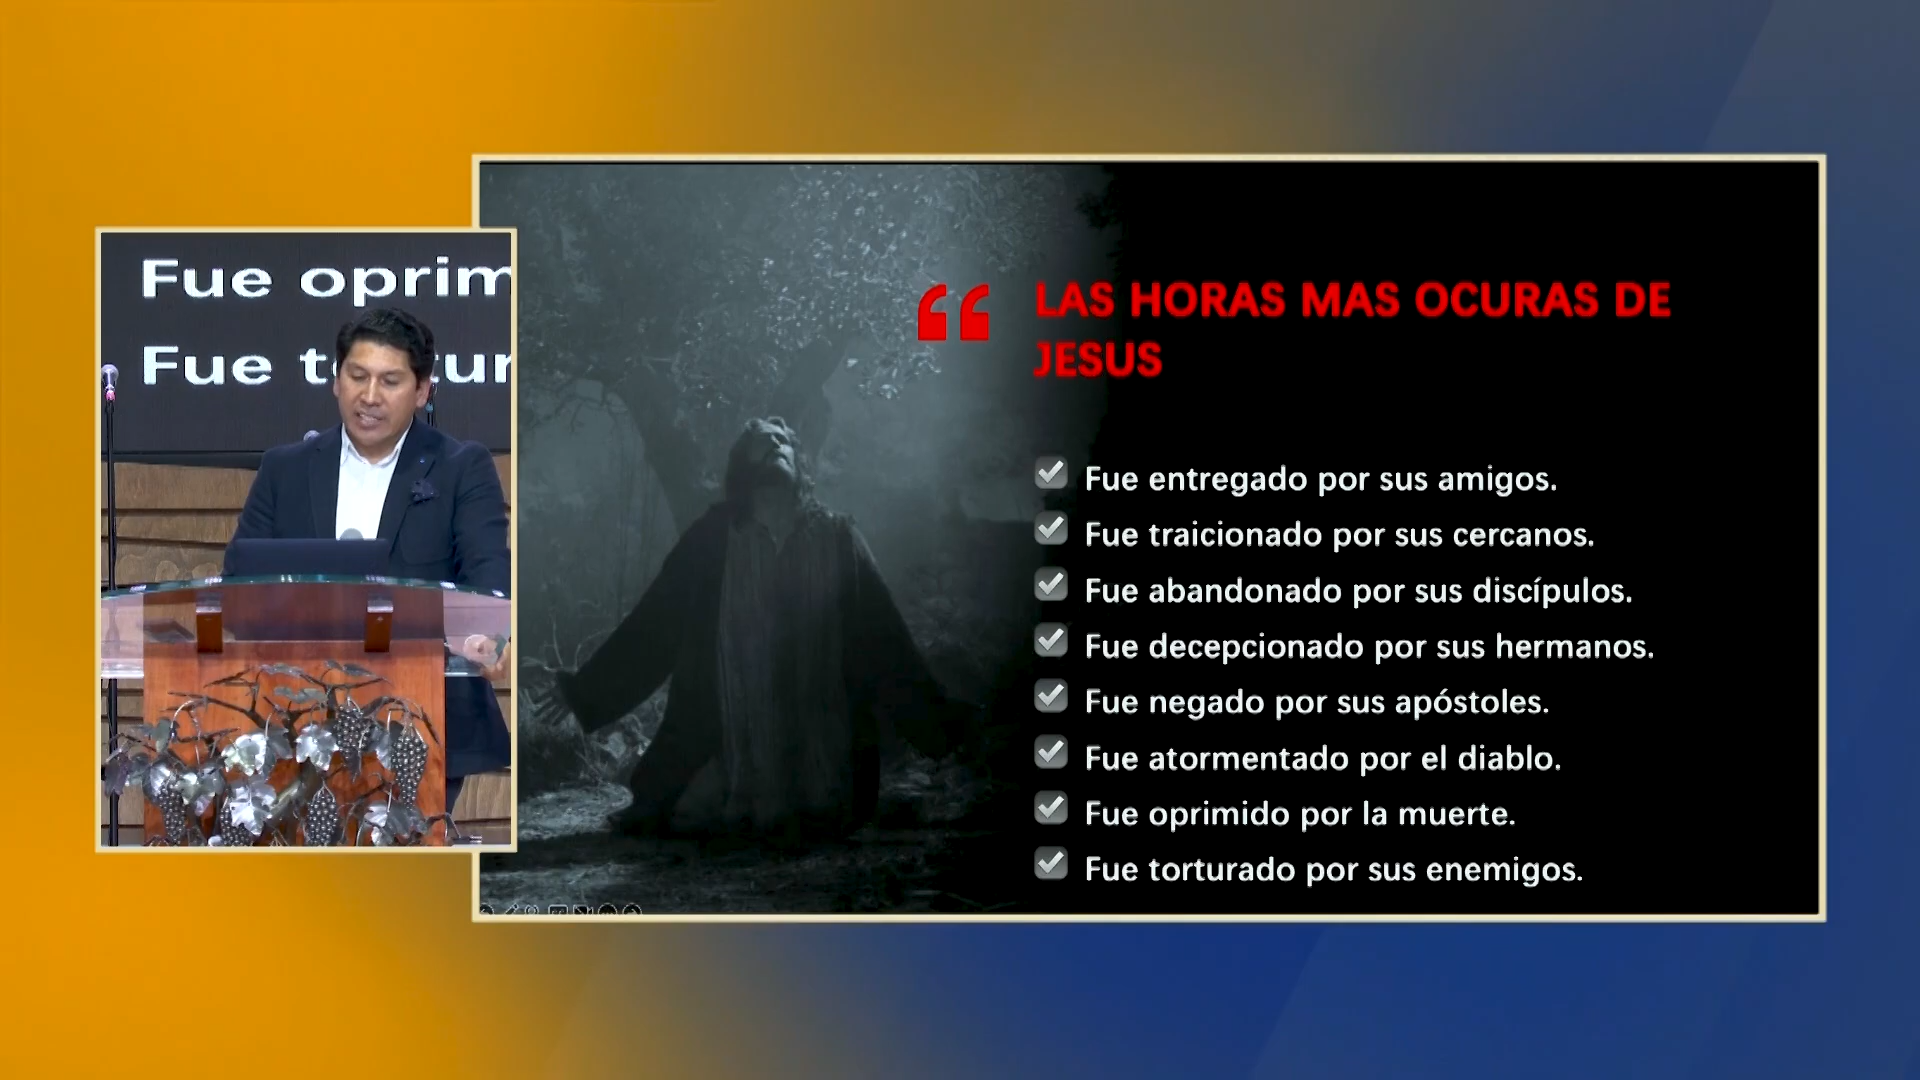 Fue oprim
Fue t tur
“ LAS HORAS MAS OCURAS DE
JESUS
Fue entregado por sus amigos.
Fue traicionado por sus cercanos.
Fue abandonado por sus discípulos.
Fue decepcionado por sus hermanos.
Fue negado por sus apóstoles.
Fue atormentado por el diablo.
Fue oprimido por la muerte.
Fue torturado por sus enemigos.